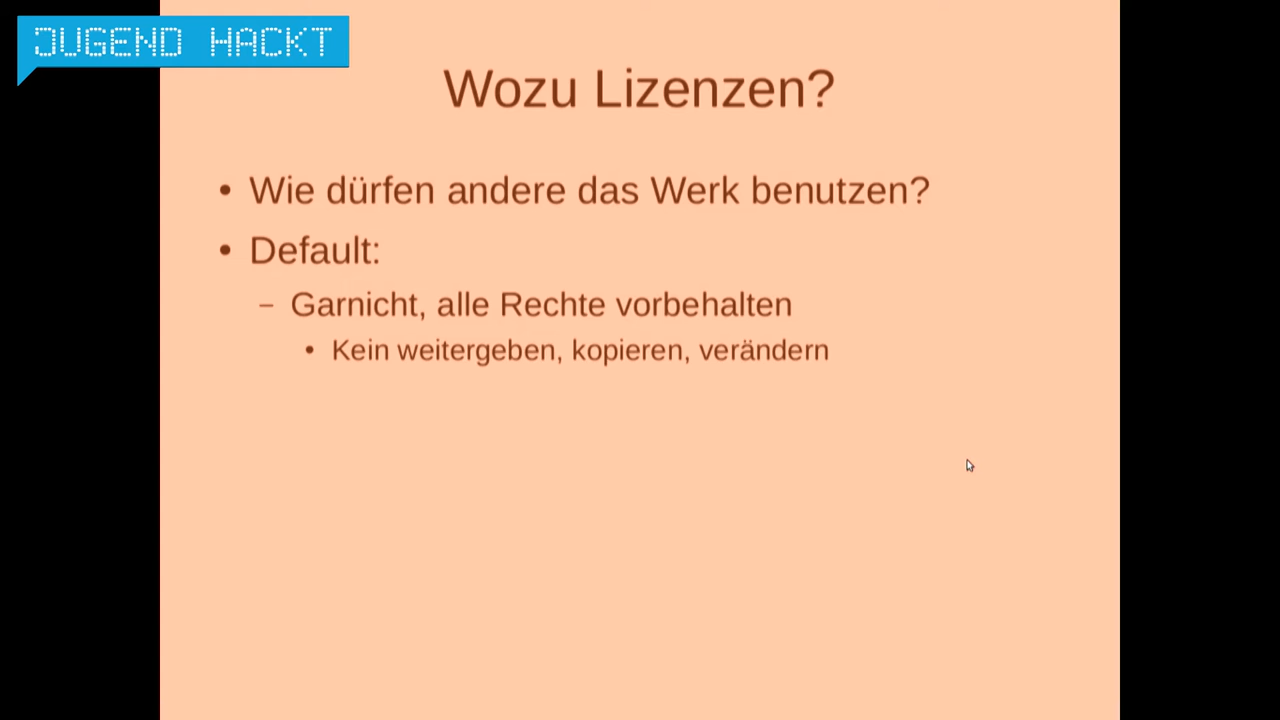 JUGEND HACKT
Wozu Lizenzen?
• Wie dürfen andere das Werk benutzen?
• Default:
– Garnicht, alle Rechte vorbehalten
• Kein weitergeben, kopieren, verändern